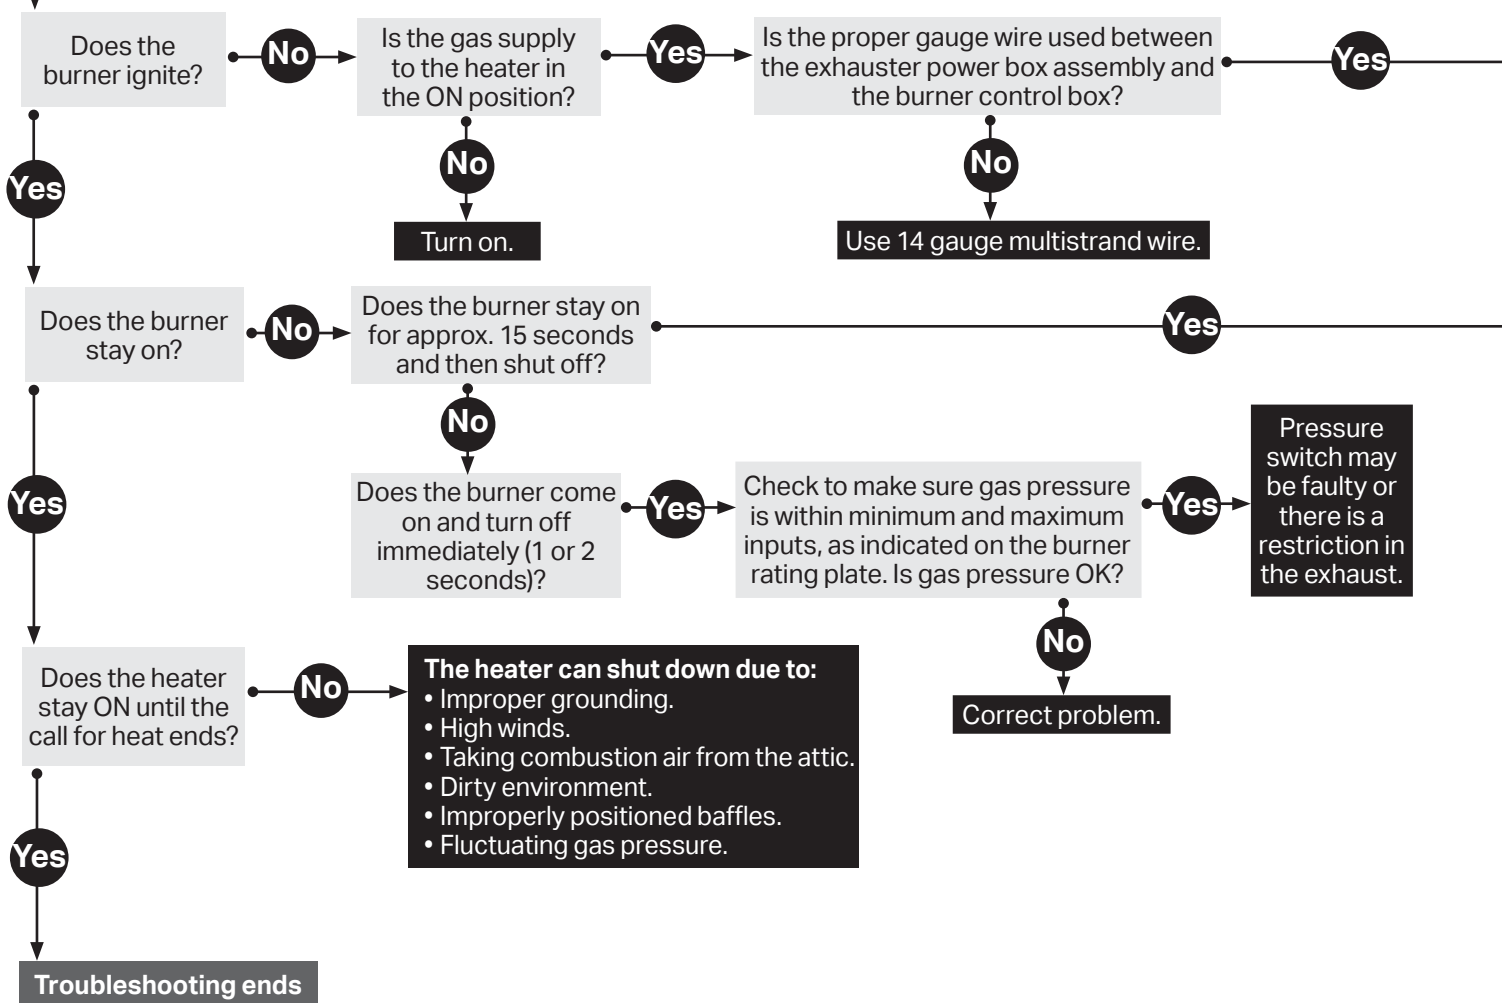 Does the
burner ignite?
No
Is the gas supply
to the heater in
the ON position?
Yes
Is the proper gauge wire used between
the exhauster power box assembly and
the burner control box?
Yes
Yes
No
Turn on.
No
Use 14 gauge multistrand wire.
Does the burner
stay on?
No
Does the burner stay on
for approx. 15 seconds
and then shut off?
Yes
Yes
No
Does the burner come
on and turn off
immediately (1 or 2
seconds)?
Yes
Check to make sure gas pressure
is within minimum and maximum
inputs, as indicated on the burner
rating plate. Is gas pressure OK?
Yes
Pressure
switch may
be faulty or
there is a
restriction in
the exhaust.
No
Correct problem.
Does the heater
stay ON until the
call for heat ends?
No
The heater can shut down due to:
• Improper grounding.
• High winds.
• Taking combustion air from the attic.
• Dirty environment.
• Improperly positioned baffles.
• Fluctuating gas pressure.
Yes
Troubleshooting ends